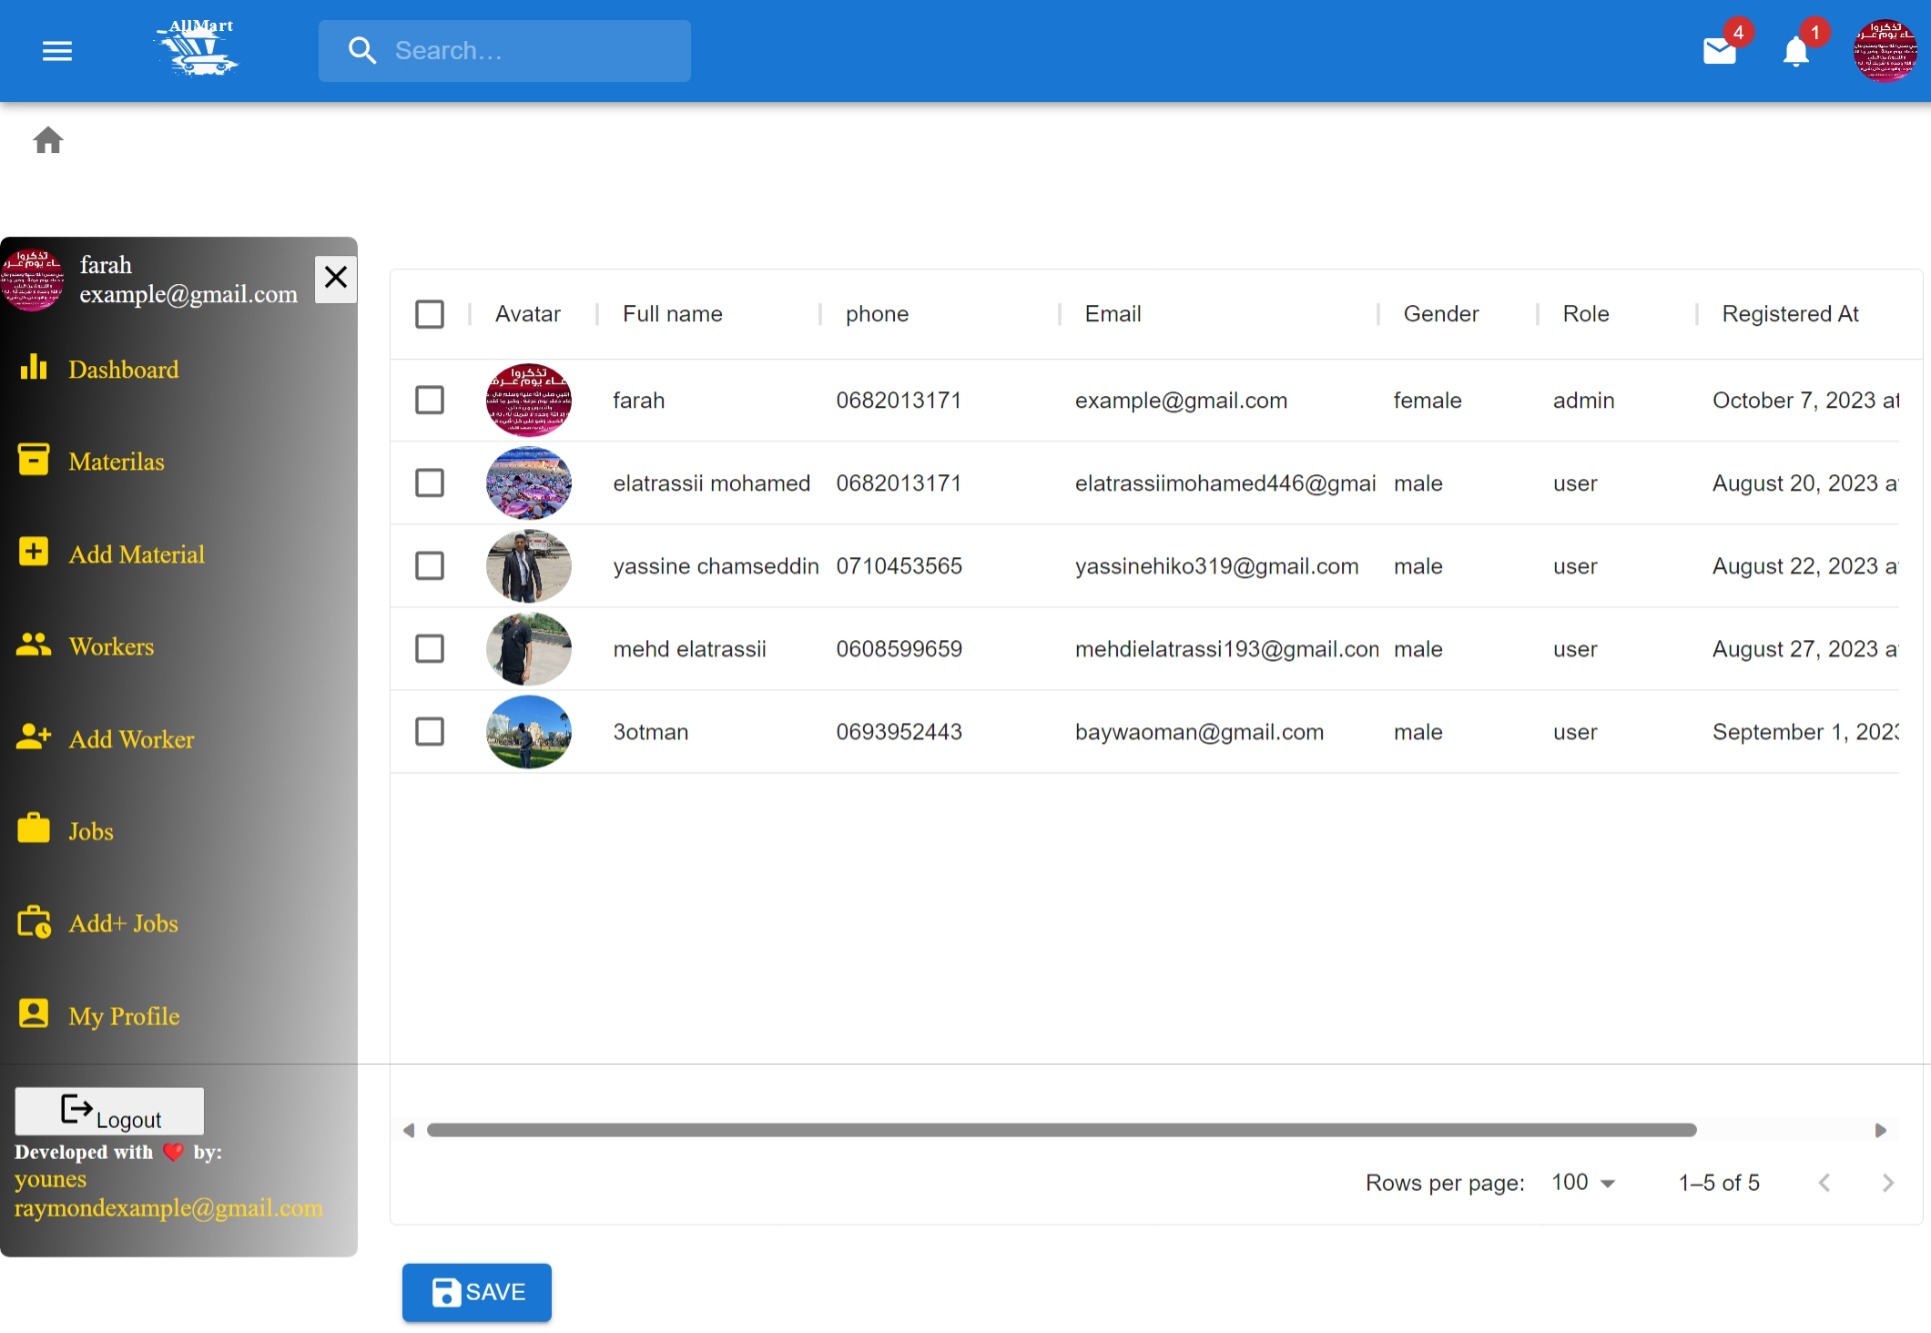 AllMart
Search...
4
1
farah
example@gmail.com
Dashboard
Materilas
Add Material
Workers
Add Worker
Jobs
Add+ Jobs
My Profile
Logout
Developed with ❤️ by:
younes
raymondexample@gmail.com
Avatar Full name phone Email Gender Role Registered At
farah 0682013171 example@gmail.com female admin October 7, 2023 at
elatrassii mohamed 0682013171 elatrassiimohamed446@gmai male user August 20, 2023 a
yassine chamseddin 0710453565 yassinehiko319@gmail.com male user August 22, 2023 a
mehd elatrassii 0608599659 mehdielatrassi193@gmail.con male user August 27, 2023 a
3otman 0693952443 baywaoman@gmail.com male user September 1, 2023
Rows per page: 100 1–5 of 5
SAVE